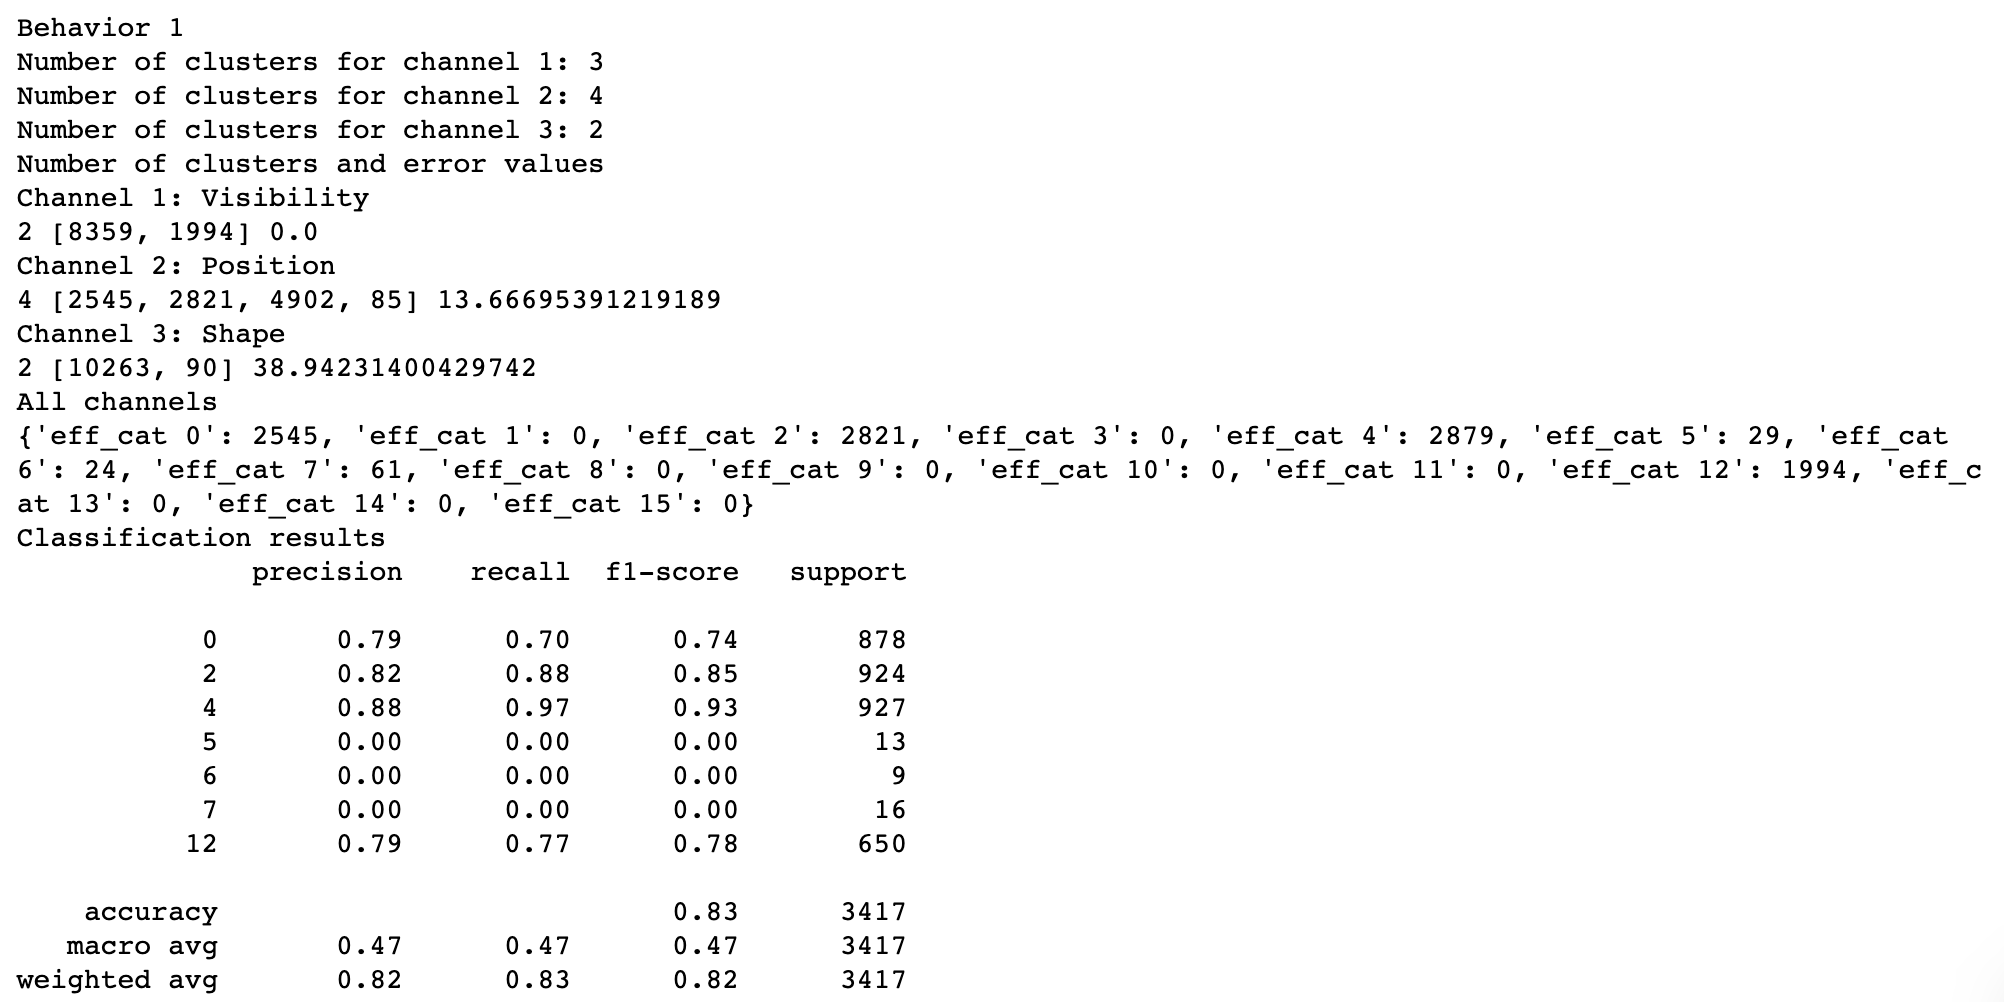 Behavior 1
Number of clusters for channel 1: 3
Number of clusters for channel 2: 4
Number of clusters for channel 3: 2
Number of clusters and error values
Channel 1: Visibility
2 [8359, 1994] 0.0
Channel 2: Position
4 [2545, 2821, 4902, 85] 13.66695391219189
Channel 3: Shape
2 [10263, 90] 38.94231400429742
All channels
{'eff_cat 0': 2545, 'eff_cat 1': 0, 'eff_cat 2': 2821, 'eff_cat 3': 0, 'eff_cat 4': 2879, 'eff_cat 5': 29, 'eff_cat
6': 24, 'eff_cat 7': 61, 'eff_cat 8': 0, 'eff_cat 9': 0, 'eff_cat 10': 0, 'eff_cat 11': 0, 'eff_cat 12': 1994, 'eff_c
at 13': 0, 'eff_cat 14': 0, 'eff_cat 15': 0}
Classification results
precision recall f1-score support
0 0.79 0.70 0.74 878
2 0.82 0.88 0.85 924
4 0.88 0.97 0.93 927
5 0.00 0.00 0.00 13
6 0.00 0.00 0.00 9
7 0.00 0.00 0.00 16
12 0.79 0.77 0.78 650
accuracy 0.83 3417
macro avg 0.47 0.47 0.47 3417
weighted avg 0.82 0.83 0.82 3417